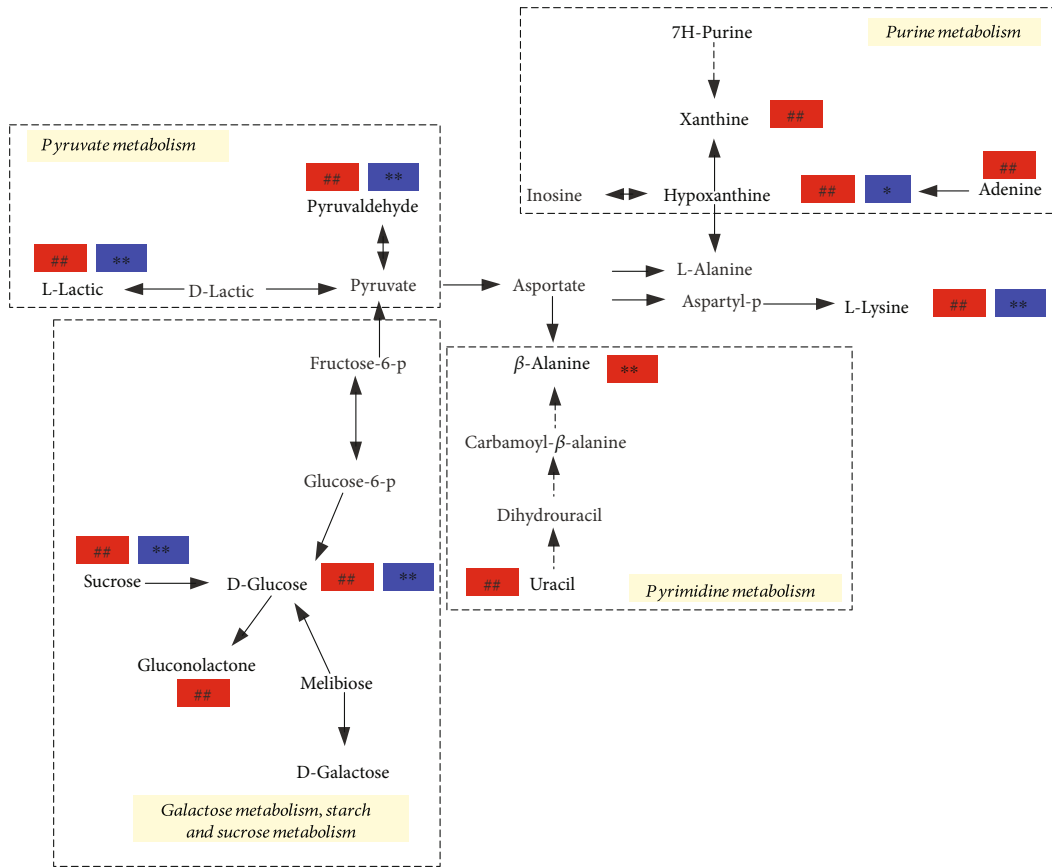 7H-Purine
Purine metabolism
Xanthine
##
Pyruvate metabolism
## **
Pyruvaldehyde
##
Inosine
Hypoxanthine
## *
Adenine
## **
L-Lactic
D-Lactic
Pyruvate
Asportate
L-Alanine
Aspartyl-p
L-Lysine
## **
Fructose-6-p
β-Alanine
**
Carbamoyl-β-alanine
Glucose-6-p
Dihydrouracil
## **
Sucrose
D-Glucose
## **
##
Uracil
Pyrimidine metabolism
Gluconolactone
##
Melibiose
D-Galactose
Galactose metabolism, starch
and sucrose metabolism